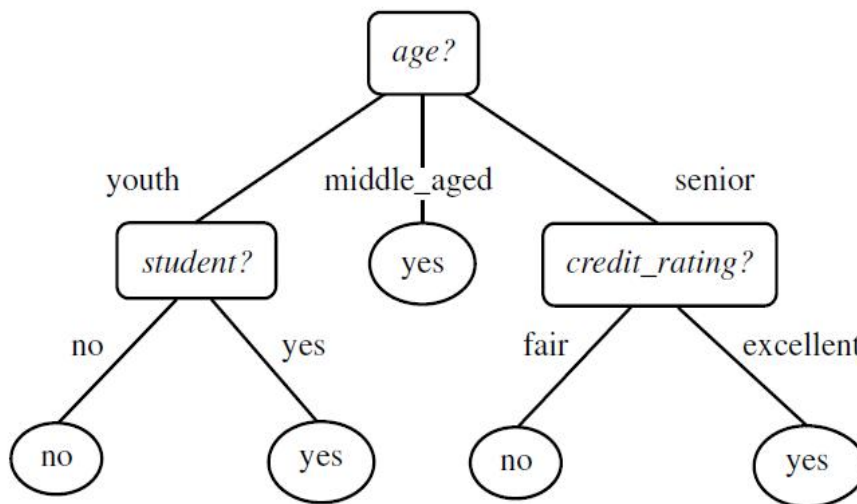 age?
youth middle_aged senior
student? yes credit_rating?
no yes fair excellent
no yes no yes